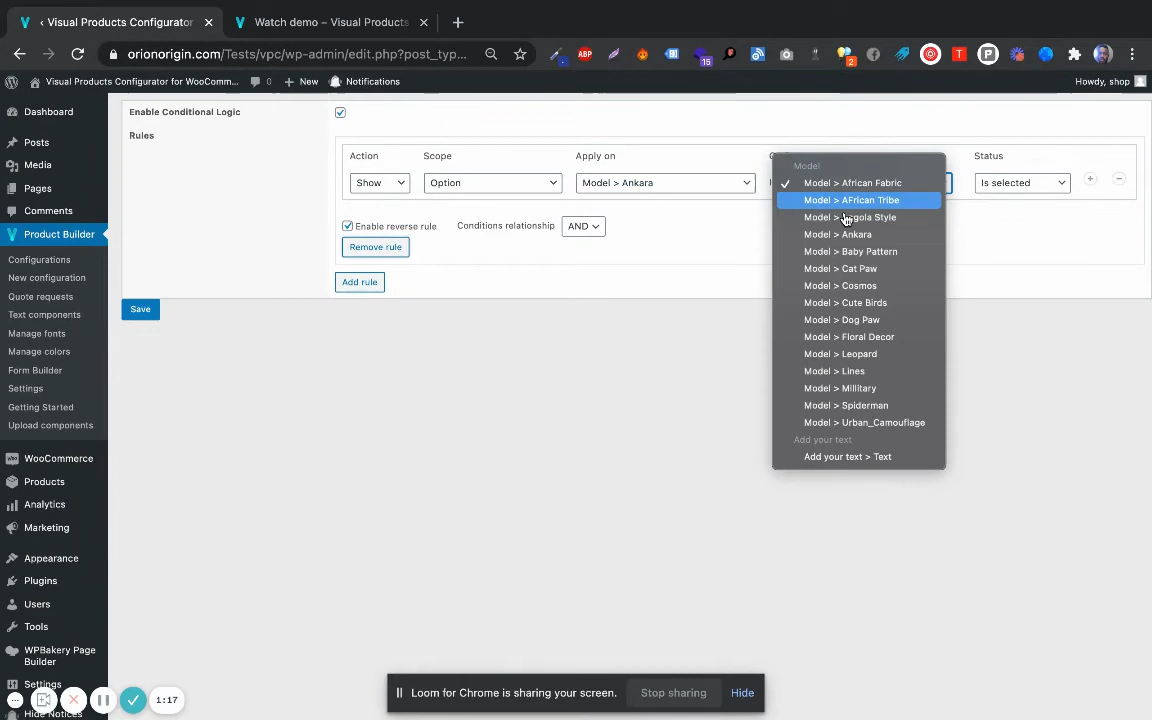 ‹ Visual Products Configurator
Watch demo – Visual Products
orionorigin.com/Tests/vpc/wp-admin/edit.php?post_typ...
ABP
15
2
T
P
Visual Products Configurator for WooComm...
0
New
Notifications
Howdy, shop
Dashboard
Posts
Media
Pages
Comments
Product Builder
Configurations
New configuration
Quote requests
Text components
Manage fonts
Manage colors
Form Builder
Settings
Getting Started
Upload components
WooCommerce
Products
Analytics
Marketing
Appearance
Plugins
Users
Tools
WPBakery Page
Builder
Settings
Hide Notices
1:17
Enable Conditional Logic
Rules
Action
Scope
Apply on
Status
Show
Option
Model > Ankara
Is selected
Enable reverse rule
Conditions relationship
AND
Remove rule
Add rule
Save
Model
Model > African Fabric
Model > AFrican Tribe
Model > Angola Style
Model > Ankara
Model > Baby Pattern
Model > Cat Paw
Model > Cosmos
Model > Cute Birds
Model > Dog Paw
Model > Floral Decor
Model > Leopard
Model > Lines
Model > Millitary
Model > Spiderman
Model > Urban_Camouflage
Add your text
Add your text > Text
Loom for Chrome is sharing your screen.
Stop sharing
Hide